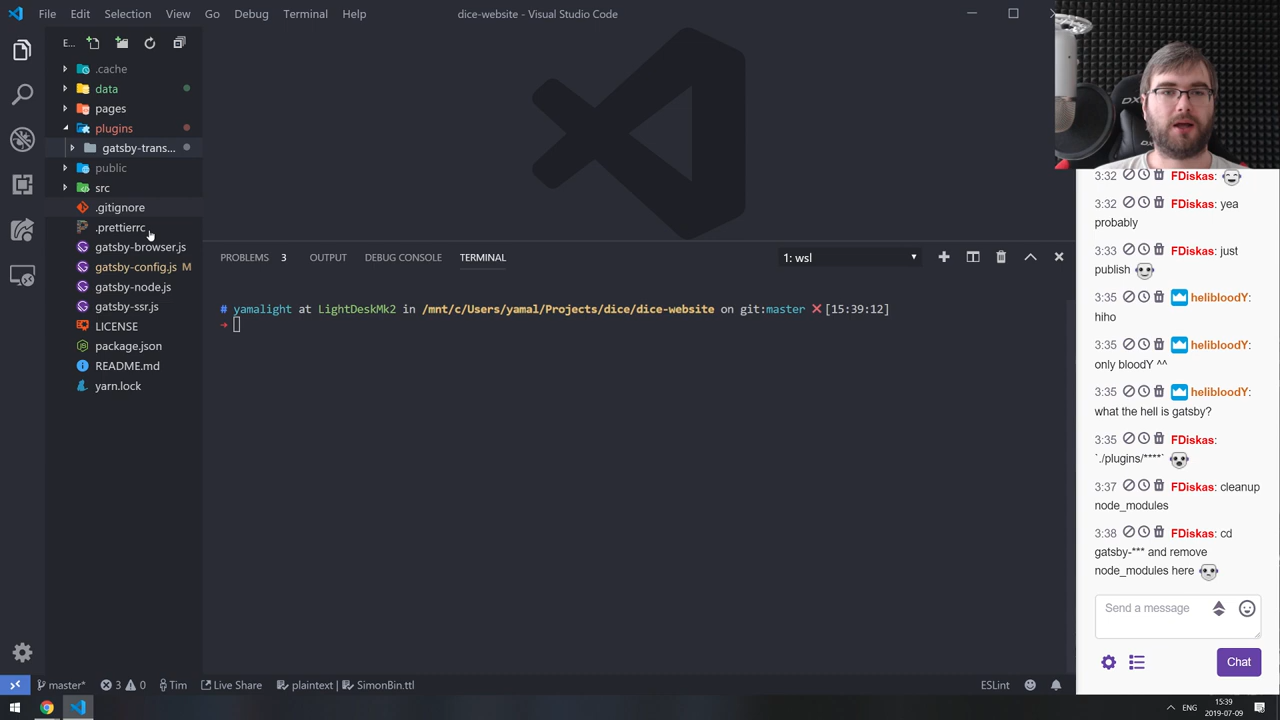 File Edit Selection View Go Debug Terminal Help
dice-website - Visual Studio Code
E...
.cache
data
pages
plugins
gatsby-trans...
public
src
.gitignore
.prettierrc
gatsby-browser.js
gatsby-config.js M
gatsby-node.js
gatsby-ssr.js
LICENSE
package.json
README.md
yarn.lock
PROBLEMS 3 OUTPUT DEBUG CONSOLE TERMINAL
1: wsl
# yamalight at LightDeskMk2 in /mnt/c/Users/yamal/Projects/dice/dice-website on git:master ❌ [15:39:12]
→
3:32 FDiskas:
3:32 FDiskas: yea
probably
3:33 FDiskas: just
publish
3:35 helibloodY:
hiho
3:35 helibloodY:
only bloodY ^^
3:35 helibloodY:
what the hell is gatsby?
3:35 FDiskas:
`./plugins/****`
3:37 FDiskas: cleanup
node_modules
3:38 FDiskas: cd
gatsby-*** and remove
node_modules here
Send a message
Chat
master* 3 0 Tim Live Share plaintext | SimonBin.ttl ESLint
ENG
15:39
2019-07-09